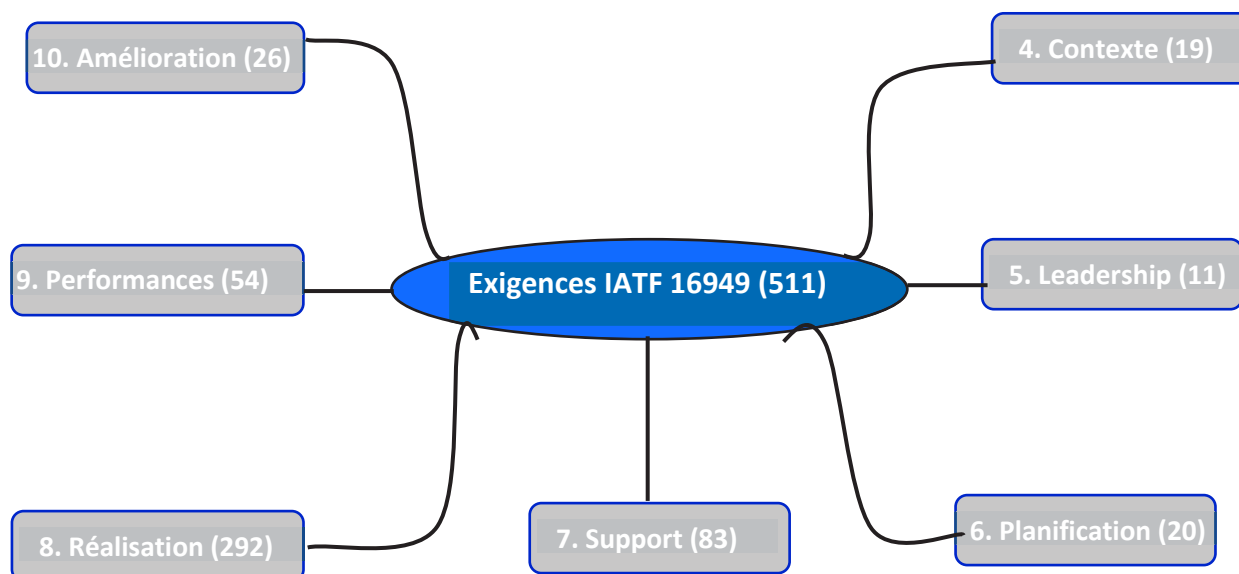 10. Amélioration (26)
4. Contexte (19)
9. Performances (54)
Exigences IATF 16949 (511)
5. Leadership (11)
8. Réalisation (292)
7. Support (83)
6. Planification (20)